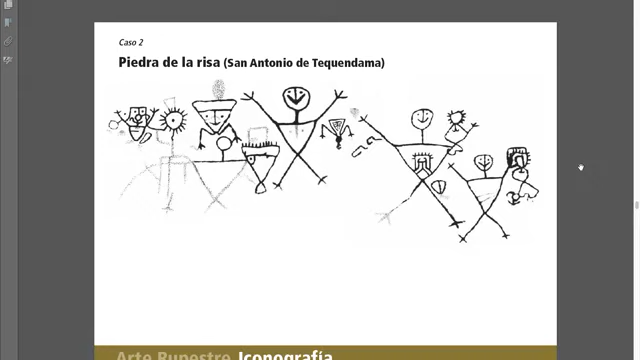 Caso 2
Piedra de la risa (San Antonio de Tequendama)
Arte Rupestre Iconografía